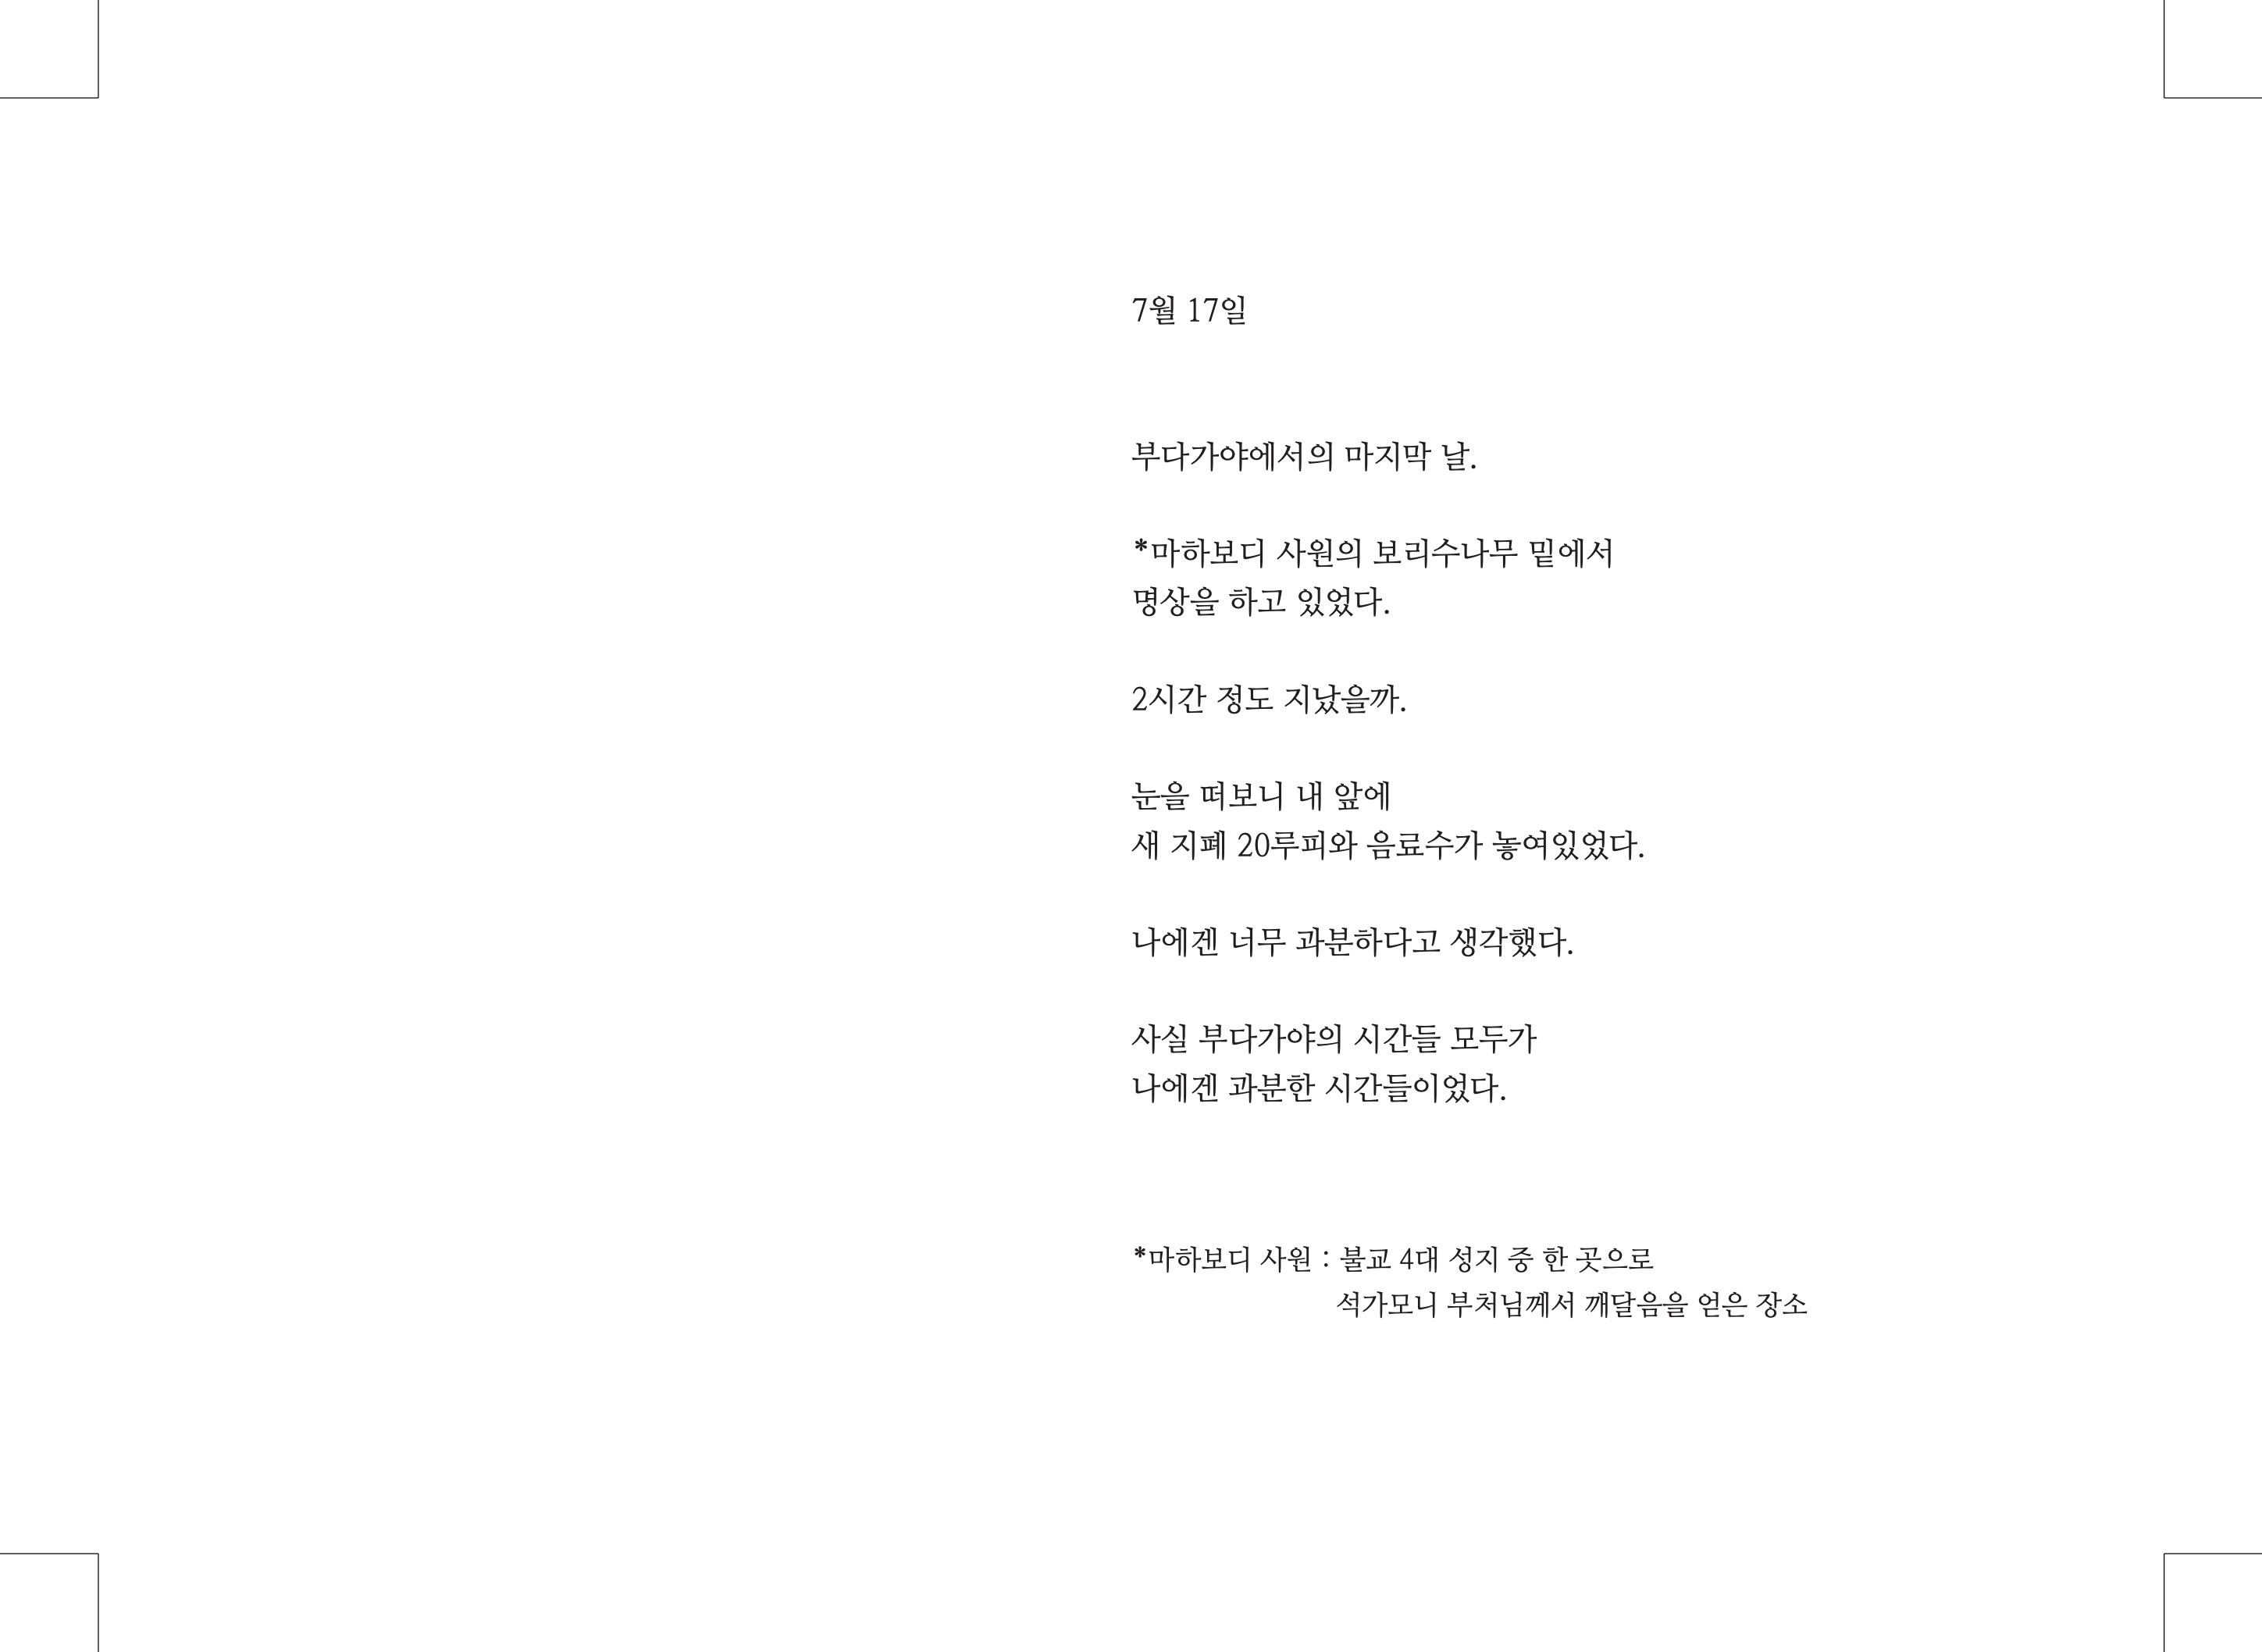 7월 17일
부다가야에서의 마지막 날.
*마하보디 사원의 보리수나무 밑에서
명상을 하고 있었다.
2시간 정도 지났을까.
눈을 떠보니 내 앞에
새 지폐 20루피와 음료수가 놓여있었다.
나에겐 너무 과분하다고 생각했다.
사실 부다가야의 시간들 모두가
나에겐 과분한 시간들이었다.
*마하보디 사원 : 불교 4대 성지 중 한 곳으로
석가모니 부처님께서 깨달음을 얻은 장소